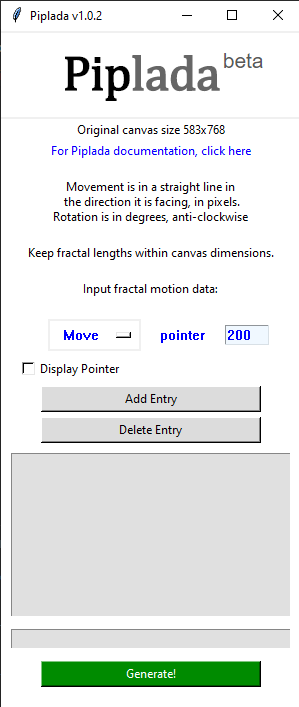 Piplada v1.0.2
Piplada beta
Original canvas size 583x768
For Piplada documentation, click here
Movement is in a straight line in
the direction it is facing, in pixels.
Rotation is in degrees, anti-clockwise
Keep fractal lengths within canvas dimensions.
Input fractal motion data:
Move pointer 200
Display Pointer
Add Entry
Delete Entry
Generate!